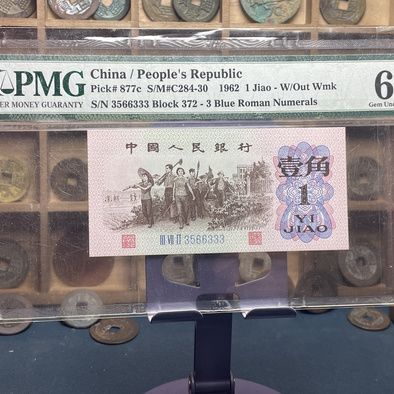 PMG
ER MONEY GUARANTY
China / People's Republic
Pick# 877c S/M#C284-30 1962 1 Jiao - W/Out Wmk
S/N 3566333 Block 372 - 3 Blue Roman Numerals
6
Gem Unc
中國人民銀行
壹角
1
YI
JIAO
III VII II 3566333